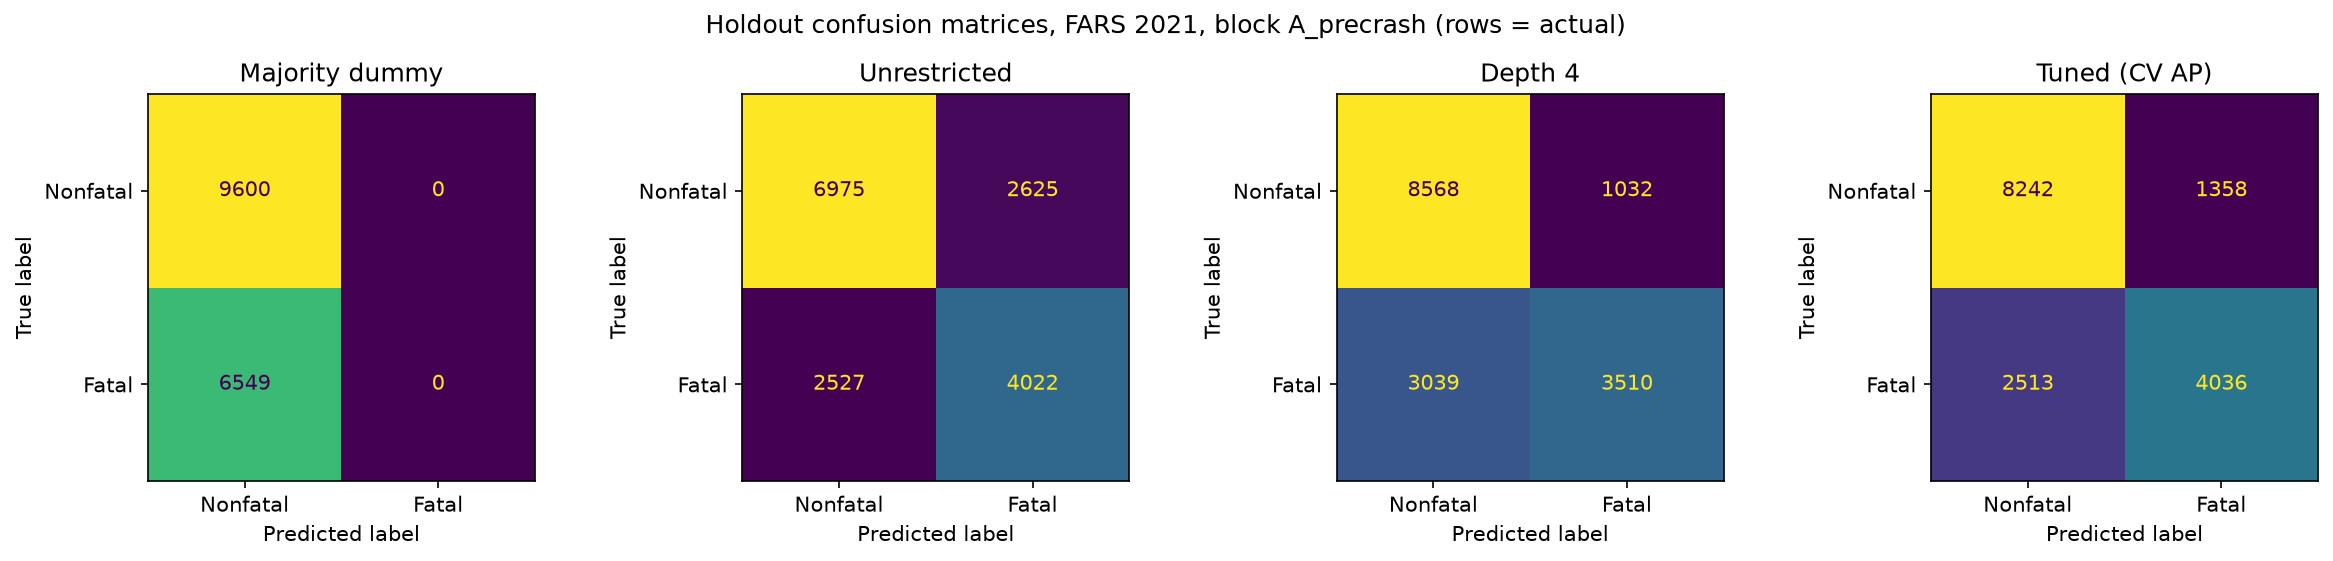 Holdout confusion matrices, FARS 2021, block A_precrash (rows = actual)
Majority dummy
True label
Nonfatal
Fatal
9600
0
6549
0
Nonfatal
Fatal
Predicted label
Unrestricted
True label
Nonfatal
Fatal
6975
2625
2527
4022
Nonfatal
Fatal
Predicted label
Depth 4
True label
Nonfatal
Fatal
8568
1032
3039
3510
Nonfatal
Fatal
Predicted label
Tuned (CV AP)
True label
Nonfatal
Fatal
8242
1358
2513
4036
Nonfatal
Fatal
Predicted label